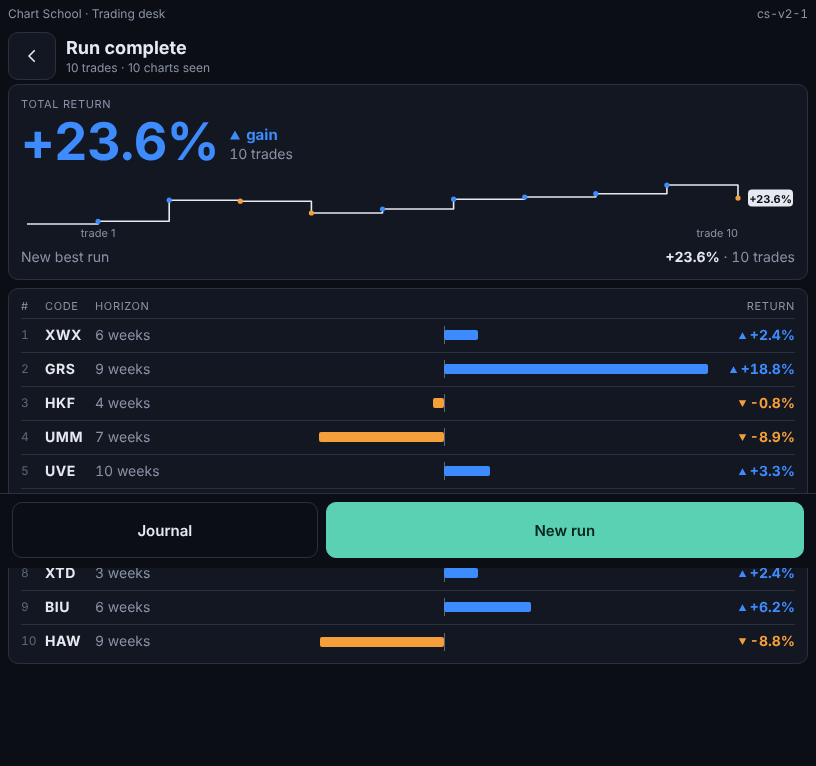 Chart School · Trading desk cs-v2-1
Run complete
10 trades · 10 charts seen
TOTAL RETURN
+23.6% ▲ gain
10 trades
+23.6%
trade 1 trade 10
New best run +23.6% · 10 trades
# CODE HORIZON RETURN
1 XWX 6 weeks ▲ +2.4%
2 GRS 9 weeks ▲ +18.8%
3 HKF 4 weeks ▼ -0.8%
4 UMM 7 weeks ▼ -8.9%
5 UVE 10 weeks ▲ +3.3%
Journal New run
8 XTD 3 weeks ▲ +2.4%
9 BIU 6 weeks ▲ +6.2%
10 HAW 9 weeks ▼ -8.8%